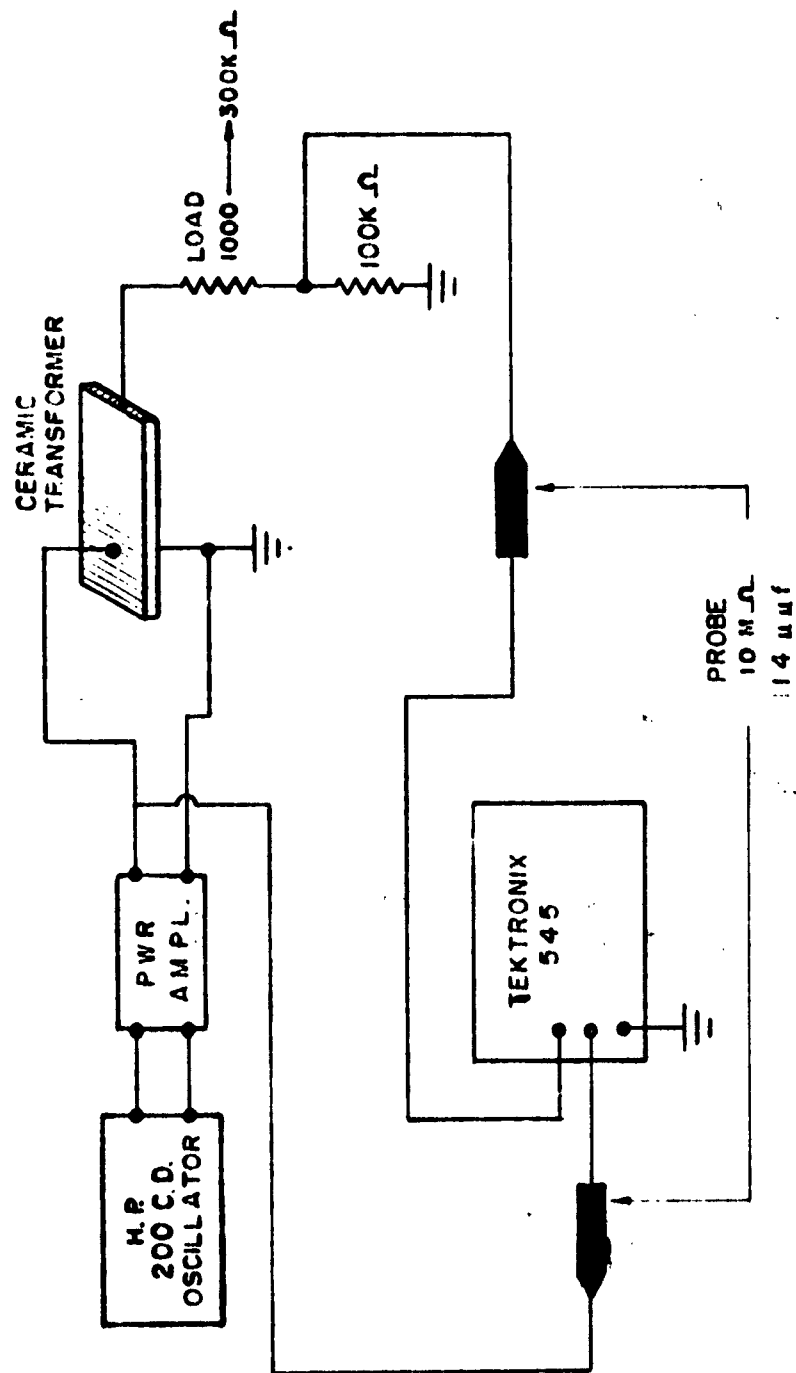 H.P.
200 C.D.
OSCILLATOR
PWR
AMPL.
CERAMIC
TRANSFORMER
LOAD
1000 → 300K Ω
100K Ω
TEKTRONIX
545
PROBE
10 M Ω
14 µµf